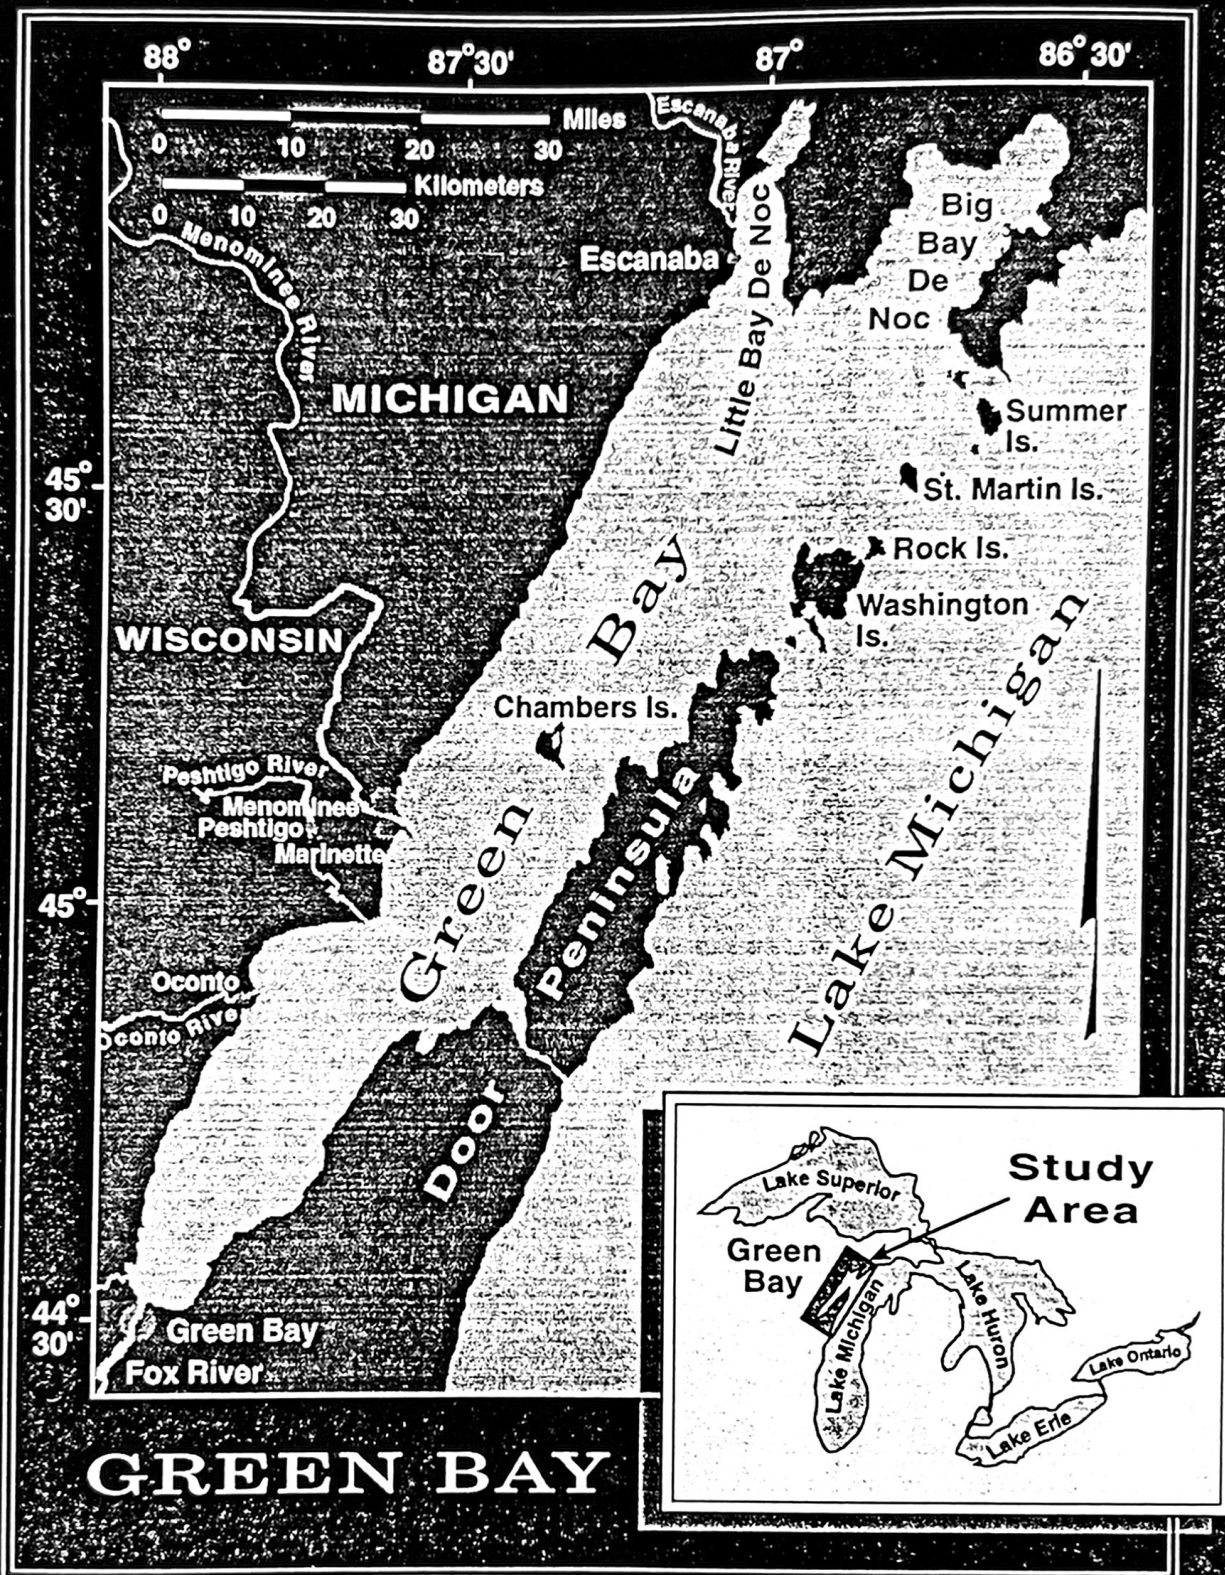 88° 87°30' 87° 86°30'
Miles
0 10 20 30
Kilometers
0 10 20 30
Escanaba River
Menominee River
Escanaba
Little Bay De Noc
Big
Bay
De
Noc
MICHIGAN
Summer
Is.
45°
30'
St. Martin Is.
Rock Is.
Washington
Is.
WISCONSIN
Chambers Is.
Green Bay
Lake Michigan
Peshtigo River
Menominee
Peshtigo
Marinette
45°
Door Peninsula
Oconto
Oconto River
44°
30'
Green Bay
Fox River
GREEN BAY
Study
Area
Lake Superior
Green
Bay
Lake Michigan
Lake Huron
Lake Ontario
Lake Erie